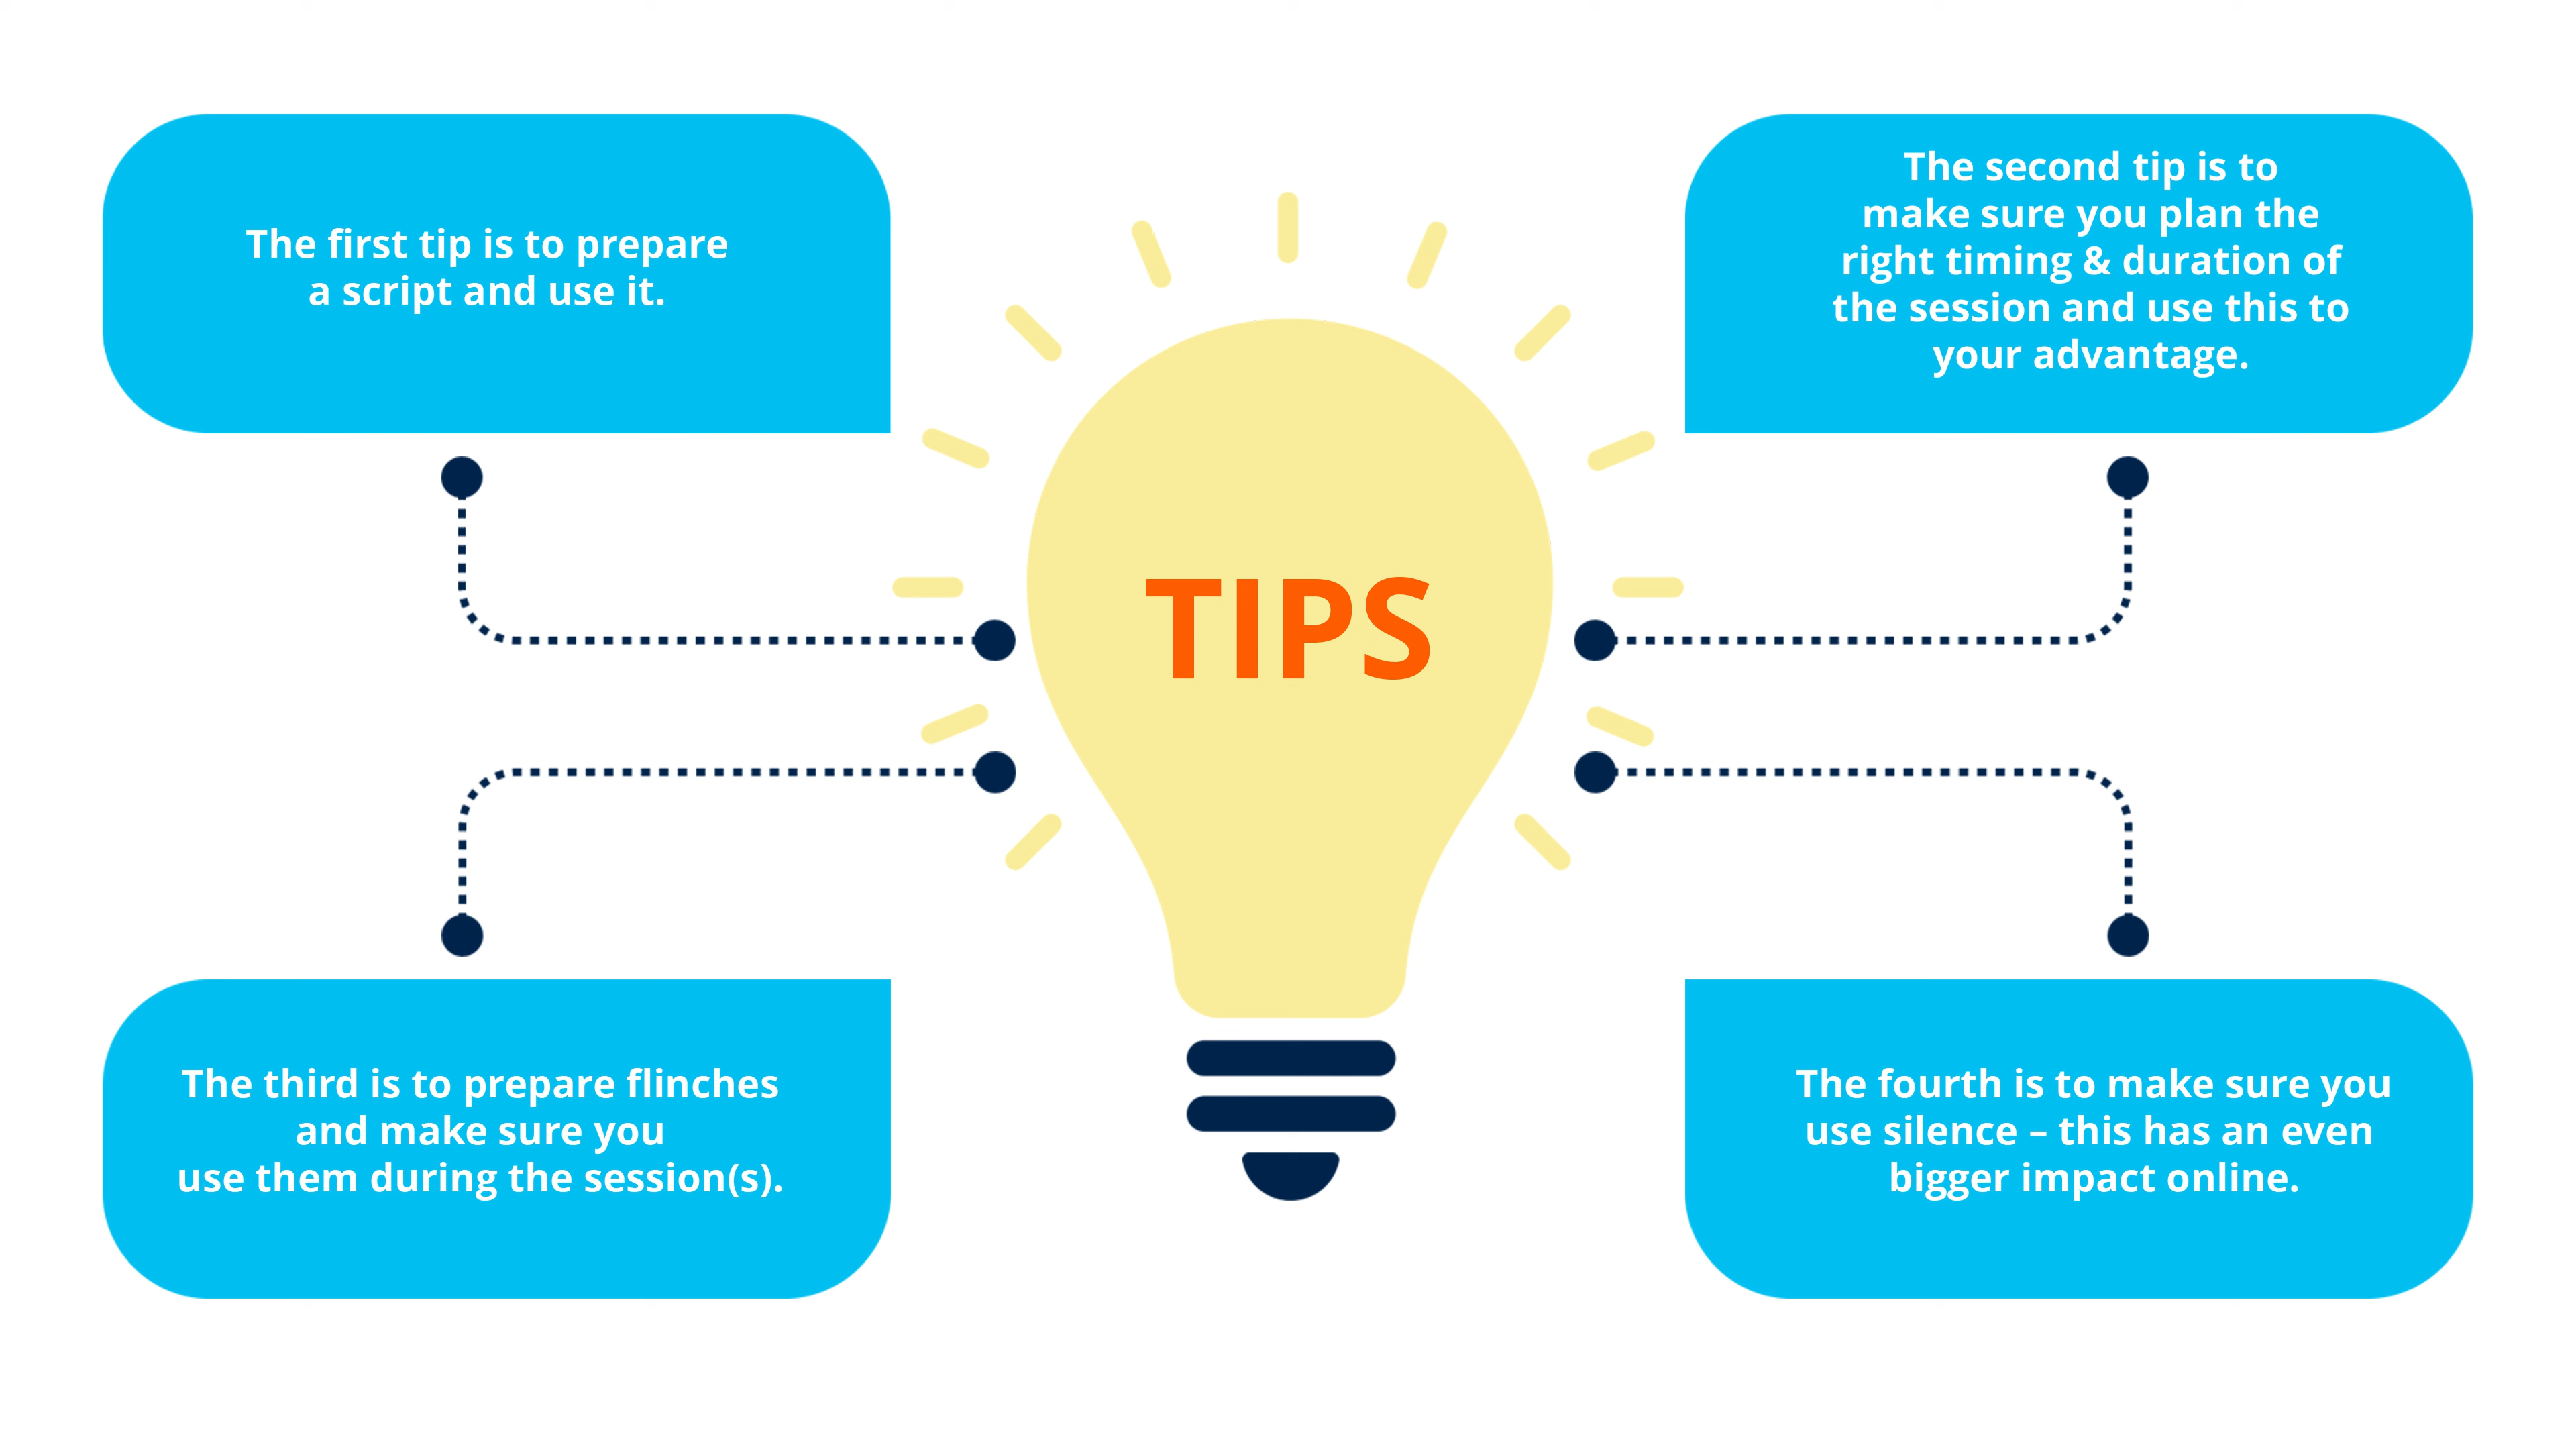 The first tip is to prepare
a script and use it.
The second tip is to
make sure you plan the
right timing & duration of
the session and use this to
your advantage.
TIPS
The third is to prepare flinches
and make sure you
use them during the session(s).
The fourth is to make sure you
use silence – this has an even
bigger impact online.